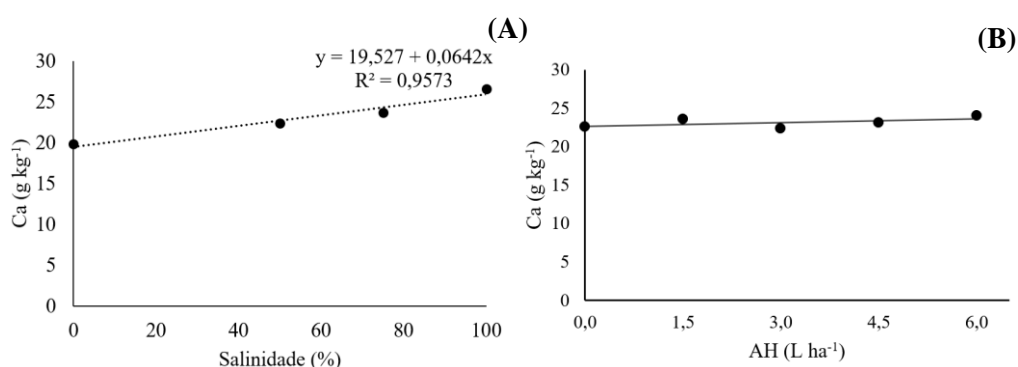 (A)
y = 19,527 + 0,0642x
R² = 0,9573
30
25
20
15
10
5
0
Ca (g kg⁻¹)
0 20 40 60 80 100
Salinidade (%)
(B)
30
25
20
15
10
5
0
Ca (g kg⁻¹)
0,0 1,5 3,0 4,5 6,0
AH (L ha⁻¹)